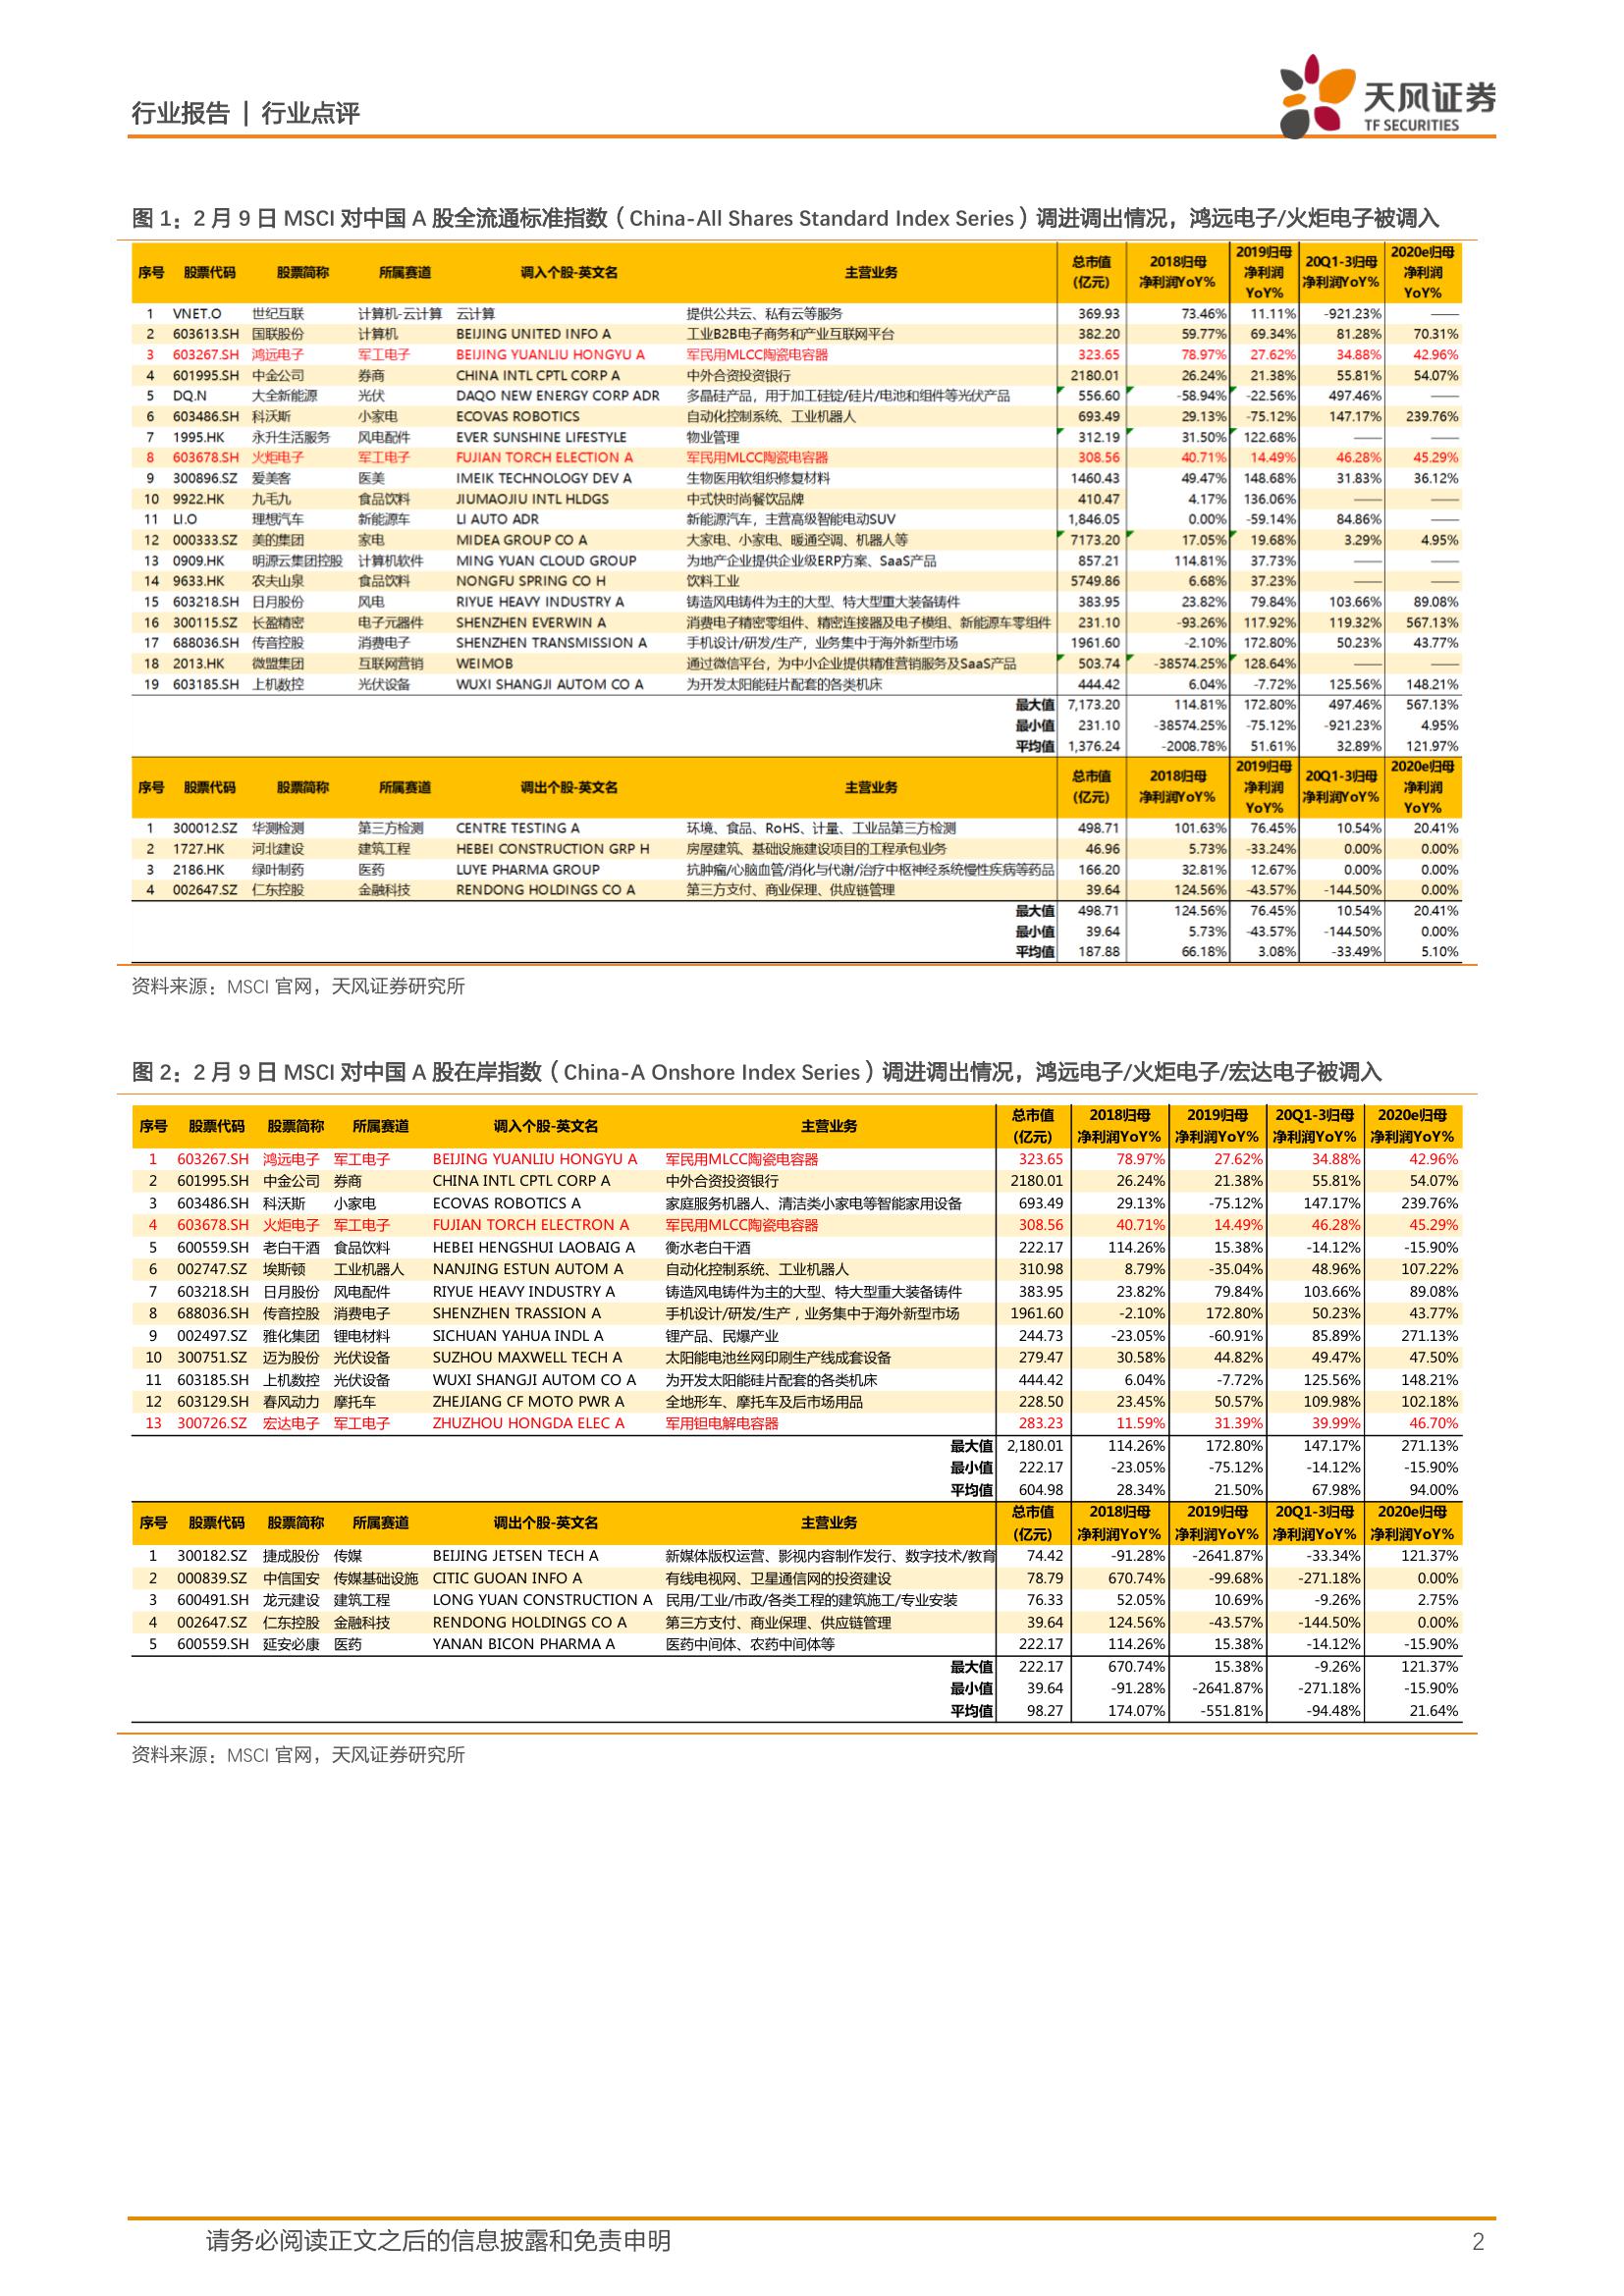 行业报告 | 行业点评
天风证券
TF SECURITIES
图 1：2 月 9 日 MSCI 对中国 A 股全流通标准指数（China-All Shares Standard Index Series）调进调出情况，鸿远电子/火炬电子被调入
序号 股票代码 股票简称 所属赛道 调入个股-英文名 主营业务 总市值(亿元) 2018归母净利润YoY% 2019归母净利润YoY% 20Q1-3归母净利润YoY% 2020e归母净利润YoY%
1 VNET.O 世纪互联 计算机-云计算 云计算 提供公共云、私有云等服务 369.93 73.46% 11.11% -921.23% ——
2 603613.SH 国联股份 计算机 BEIJING UNITED INFO A 工业B2B电子商务和产业互联网平台 382.20 59.77% 69.34% 81.28% 70.31%
3 603267.SH 鸿远电子 军工电子 BEIJING YUANLIU HONGYU A 军民用MLCC陶瓷电容器 323.65 78.97% 27.62% 34.88% 42.96%
4 601995.SH 中金公司 券商 CHINA INTL CPTL CORP A 中外合资投资银行 2180.01 26.24% 21.38% 55.81% 54.07%
5 DQ.N 大全新能源 光伏 DAQO NEW ENERGY CORP ADR 多晶硅产品，用于加工硅锭/硅片/电池和组件等光伏产品 556.60 -58.94% -22.56% 497.46% ——
6 603486.SH 科沃斯 小家电 ECOVAS ROBOTICS 自动化控制系统、工业机器人 693.49 29.13% -75.12% 147.17% 239.76%
7 1995.HK 永升生活服务 风电配件 EVER SUNSHINE LIFESTYLE 物业管理 312.19 31.50% 122.68% —— ——
8 603678.SH 火炬电子 军工电子 FUJIAN TORCH ELECTION A 军民用MLCC陶瓷电容器 308.56 40.71% 14.49% 46.28% 45.29%
9 300896.SZ 爱美客 医美 IMEIK TECHNOLOGY DEV A 生物医用软组织修复材料 1460.43 49.47% 148.68% 31.83% 36.12%
10 9922.HK 九毛九 食品饮料 JIUMAOJIU INTL HLDGS 中式快时尚餐饮品牌 410.47 4.17% 136.06% —— ——
11 LI.O 理想汽车 新能源车 LI AUTO ADR 新能源汽车，主营高级智能电动SUV 1,846.05 0.00% -59.14% 84.86% ——
12 000333.SZ 美的集团 家电 MIDEA GROUP CO A 大家电、小家电、暖通空调、机器人等 7173.20 17.05% 19.68% 3.29% 4.95%
13 0909.HK 明源云集团控股 计算机软件 MING YUAN CLOUD GROUP 为地产企业提供企业级ERP方案、SaaS产品 857.21 114.81% 37.73% —— ——
14 9633.HK 农夫山泉 食品饮料 NONGFU SPRING CO H 饮料工业 5749.86 6.68% 37.23% —— ——
15 603218.SH 日月股份 风电 RIYUE HEAVY INDUSTRY A 铸造风电铸件为主的大型、特大型重大装备铸件 383.95 23.82% 79.84% 103.66% 89.08%
16 300115.SZ 长盈精密 电子元器件 SHENZHEN EVERWIN A 消费电子精密零组件、精密连接器及电子模组、新能源车零组件 231.10 -93.26% 117.92% 119.32% 567.13%
17 688036.SH 传音控股 消费电子 SHENZHEN TRANSMISSION A 手机设计/研发/生产，业务集中于海外新型市场 1961.60 -2.10% 172.80% 50.23% 43.77%
18 2013.HK 微盟集团 互联网营销 WEIMOB 通过微信平台，为中小企业提供精准营销服务及SaaS产品 503.74 -38574.25% 128.64% —— ——
19 603185.SH 上机数控 光伏设备 WUXI SHANGJI AUTOM CO A 为开发太阳能硅片配套的各类机床 444.42 6.04% -7.72% 125.56% 148.21%
最大值 7,173.20 114.81% 172.80% 497.46% 567.13%
最小值 231.10 -38574.25% -75.12% -921.23% 4.95%
平均值 1,376.24 -2008.78% 51.61% 32.89% 121.97%
序号 股票代码 股票简称 所属赛道 调出个股-英文名 主营业务 总市值(亿元) 2018归母净利润YoY% 2019归母净利润YoY% 20Q1-3归母净利润YoY% 2020e归母净利润YoY%
1 300012.SZ 华测检测 第三方检测 CENTRE TESTING A 环境、食品、RoHS、计量、工业品第三方检测 498.71 101.63% 76.45% 10.54% 20.41%
2 1727.HK 河北建设 建筑工程 HEBEI CONSTRUCTION GRP H 房屋建筑、基础设施建设项目的工程承包业务 46.96 5.73% -33.24% 0.00% 0.00%
3 2186.HK 绿叶制药 医药 LUYE PHARMA GROUP 抗肿瘤/心脑血管/消化与代谢/治疗中枢神经系统慢性疾病等药品 166.20 32.81% 12.67% 0.00% 0.00%
4 002647.SZ 仁东控股 金融科技 RENDONG HOLDINGS CO A 第三方支付、商业保理、供应链管理 39.64 124.56% -43.57% -144.50% 0.00%
最大值 498.71 124.56% 76.45% 10.54% 20.41%
最小值 39.64 5.73% -43.57% -144.50% 0.00%
平均值 187.88 66.18% 3.08% -33.49% 5.10%
资料来源：MSCI 官网，天风证券研究所
图 2：2 月 9 日 MSCI 对中国 A 股在岸指数（China-A Onshore Index Series）调进调出情况，鸿远电子/火炬电子/宏达电子被调入
序号 股票代码 股票简称 所属赛道 调入个股-英文名 主营业务 总市值(亿元) 2018归母净利润YoY% 2019归母净利润YoY% 20Q1-3归母净利润YoY% 2020e归母净利润YoY%
1 603267.SH 鸿远电子 军工电子 BEIJING YUANLIU HONGYU A 军民用MLCC陶瓷电容器 323.65 78.97% 27.62% 34.88% 42.96%
2 601995.SH 中金公司 券商 CHINA INTL CPTL CORP A 中外合资投资银行 2180.01 26.24% 21.38% 55.81% 54.07%
3 603486.SH 科沃斯 小家电 ECOVAS ROBOTICS A 家庭服务机器人、清洁类小家电等智能家用设备 693.49 29.13% -75.12% 147.17% 239.76%
4 603678.SH 火炬电子 军工电子 FUJIAN TORCH ELECTRON A 军民用MLCC陶瓷电容器 308.56 40.71% 14.49% 46.28% 45.29%
5 600559.SH 老白干酒 食品饮料 HEBEI HENGSHUI LAOBAIG A 衡水老白干酒 222.17 114.26% 15.38% -14.12% -15.90%
6 002747.SZ 埃斯顿 工业机器人 NANJING ESTUN AUTOM A 自动化控制系统、工业机器人 310.98 8.79% -35.04% 48.96% 107.22%
7 603218.SH 日月股份 风电配件 RIYUE HEAVY INDUSTRY A 铸造风电铸件为主的大型、特大型重大装备铸件 383.95 23.82% 79.84% 103.66% 89.08%
8 688036.SH 传音控股 消费电子 SHENZHEN TRASSION A 手机设计/研发/生产，业务集中于海外新型市场 1961.60 -2.10% 172.80% 50.23% 43.77%
9 002497.SZ 雅化集团 锂电材料 SICHUAN YAHUA INDL A 锂产品、民爆产业 244.73 -23.05% -60.91% 85.89% 271.13%
10 300751.SZ 迈为股份 光伏设备 SUZHOU MAXWELL TECH A 太阳能电池丝网印刷生产线成套设备 279.47 30.58% 44.82% 49.47% 47.50%
11 603185.SH 上机数控 光伏设备 WUXI SHANGJI AUTOM CO A 为开发太阳能硅片配套的各类机床 444.42 6.04% -7.72% 125.56% 148.21%
12 603129.SH 春风动力 摩托车 ZHEJIANG CF MOTO PWR A 全地形车、摩托车及后市场用品 228.50 23.45% 50.57% 109.98% 102.18%
13 300726.SZ 宏达电子 军工电子 ZHUZHOU HONGDA ELEC A 军用钽电解电容器 283.23 11.59% 31.39% 39.99% 46.70%
最大值 2,180.01 114.26% 172.80% 147.17% 271.13%
最小值 222.17 -23.05% -75.12% -14.12% -15.90%
平均值 604.98 28.34% 21.50% 67.98% 94.00%
序号 股票代码 股票简称 所属赛道 调出个股-英文名 主营业务 总市值(亿元) 2018归母净利润YoY% 2019归母净利润YoY% 20Q1-3归母净利润YoY% 2020e归母净利润YoY%
1 300182.SZ 捷成股份 传媒 BEIJING JETSEN TECH A 新媒体版权运营、影视内容制作发行、数字技术/教育 74.42 -91.28% -2641.87% -33.34% 121.37%
2 000839.SZ 中信国安 传媒基础设施 CITIC GUOAN INFO A 有线电视网、卫星通信网的投资建设 78.79 670.74% -99.68% -271.18% 0.00%
3 600491.SH 龙元建设 建筑工程 LONG YUAN CONSTRUCTION A 民用/工业/市政/各类工程的建筑施工/专业安装 76.33 52.05% 10.69% -9.26% 2.75%
4 002647.SZ 仁东控股 金融科技 RENDONG HOLDINGS CO A 第三方支付、商业保理、供应链管理 39.64 124.56% -43.57% -144.50% 0.00%
5 600559.SH 延安必康 医药 YANAN BICON PHARMA A 医药中间体、农药中间体等 222.17 114.26% 15.38% -14.12% -15.90%
最大值 222.17 670.74% 15.38% -9.26% 121.37%
最小值 39.64 -91.28% -2641.87% -271.18% -15.90%
平均值 98.27 174.07% -551.81% -94.48% 21.64%
资料来源：MSCI 官网，天风证券研究所
请务必阅读正文之后的信息披露和免责申明 2